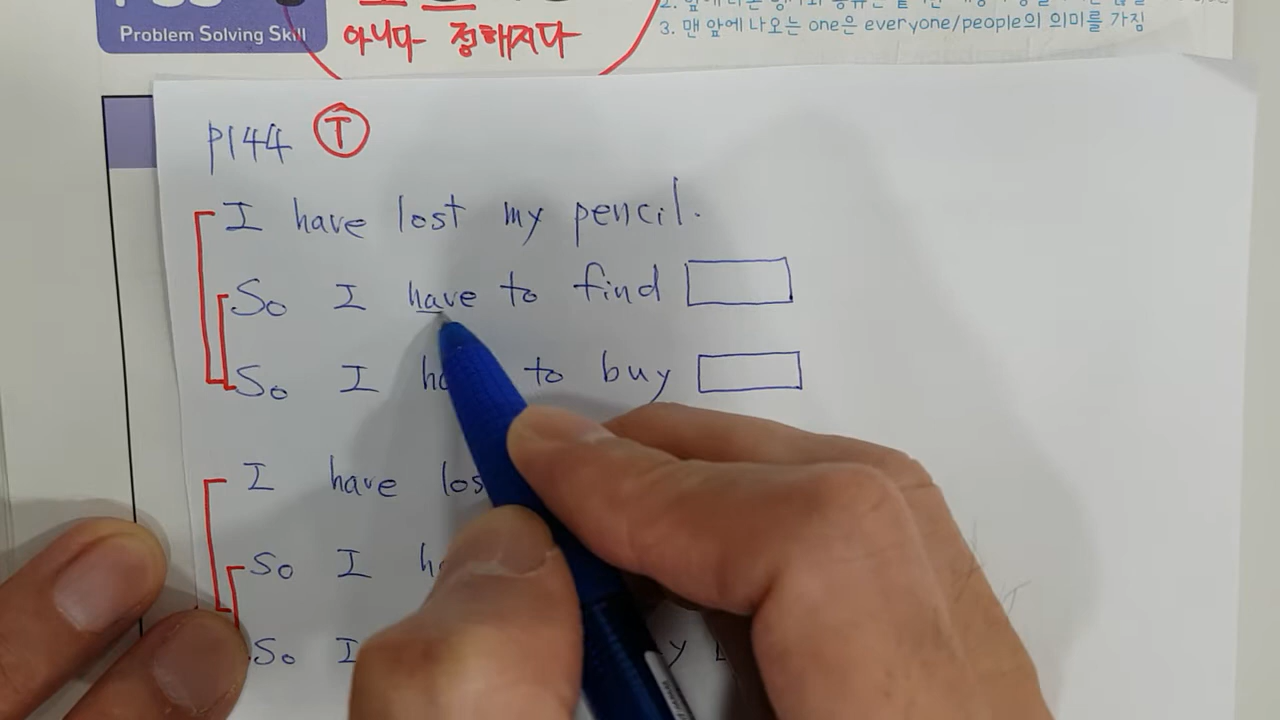 Problem Solving Skill
아니다 정해지다
3. 맨 앞에 나오는 one은 everyone/people의 의미를 가짐
P144 T
I have lost my pencil.
So I have to find
So I to buy
I have
So I
So I